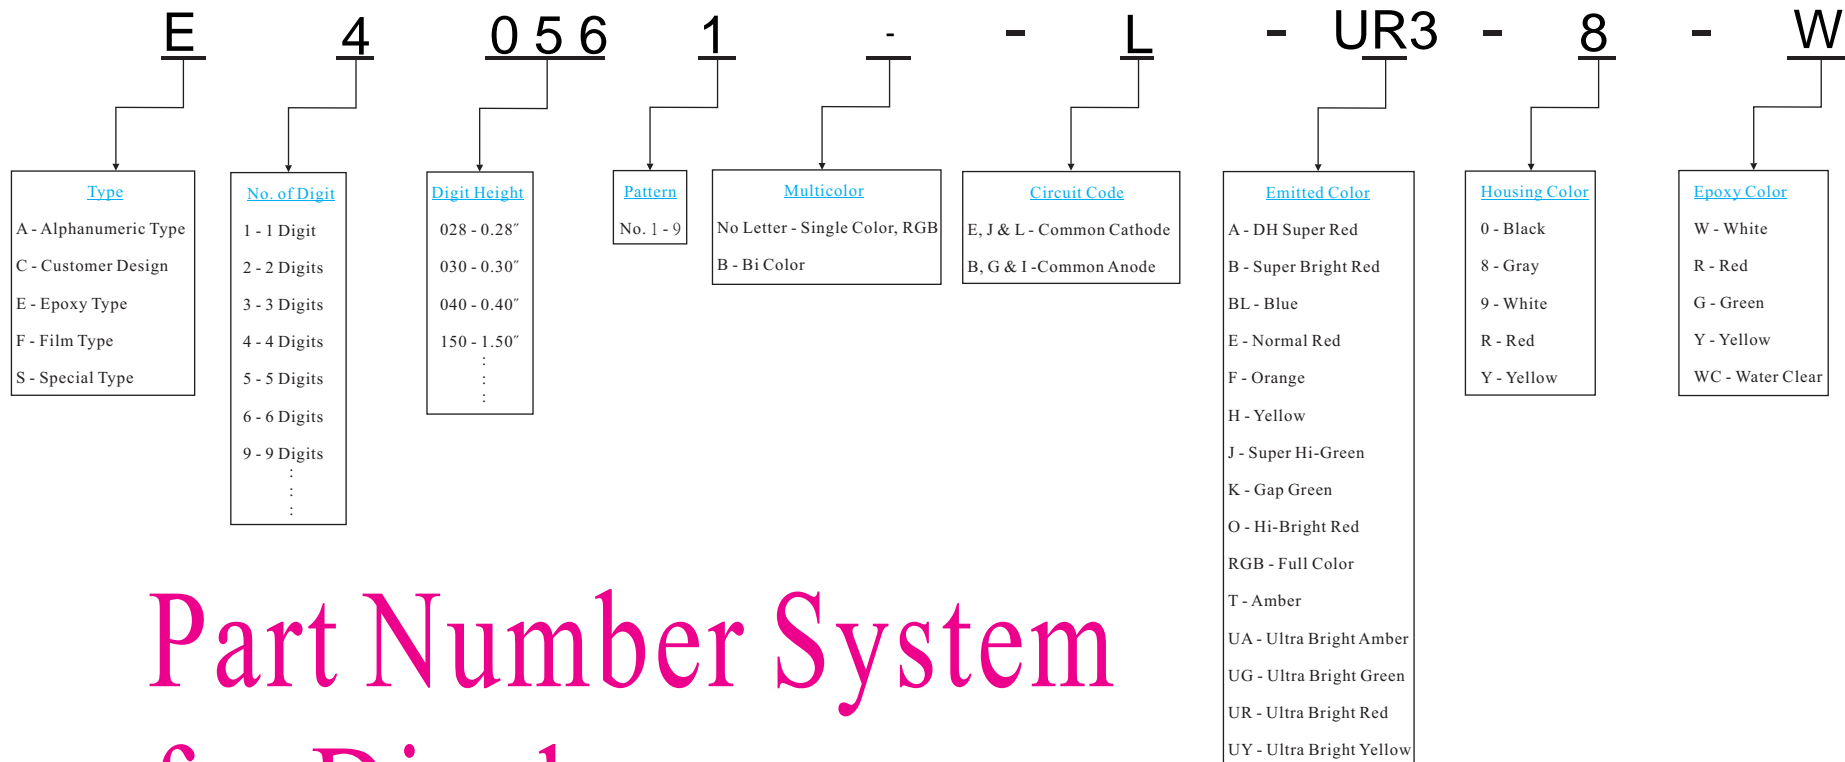 E 4 056 1 - - L - UR3 - 8 - W
Type
A - Alphanumeric Type
C - Customer Design
E - Epoxy Type
F - Film Type
S - Special Type
No. of Digit
1 - 1 Digit
2 - 2 Digits
3 - 3 Digits
4 - 4 Digits
5 - 5 Digits
6 - 6 Digits
9 - 9 Digits
:
:
:
Digit Height
028 - 0.28″
030 - 0.30″
040 - 0.40″
150 - 1.50″
:
:
:
Pattern
No. 1 - 9
Multicolor
No Letter - Single Color, RGB
B - Bi Color
Circuit Code
E, J & L - Common Cathode
B, G & I -Common Anode
Emitted Color
A - DH Super Red
B - Super Bright Red
BL - Blue
E - Normal Red
F - Orange
H - Yellow
J - Super Hi-Green
K - Gap Green
O - Hi-Bright Red
RGB - Full Color
T - Amber
UA - Ultra Bright Amber
UG - Ultra Bright Green
UR - Ultra Bright Red
UY - Ultra Bright Yellow
Housing Color
0 - Black
8 - Gray
9 - White
R - Red
Y - Yellow
Epoxy Color
W - White
R - Red
G - Green
Y - Yellow
WC - Water Clear
Part Number System